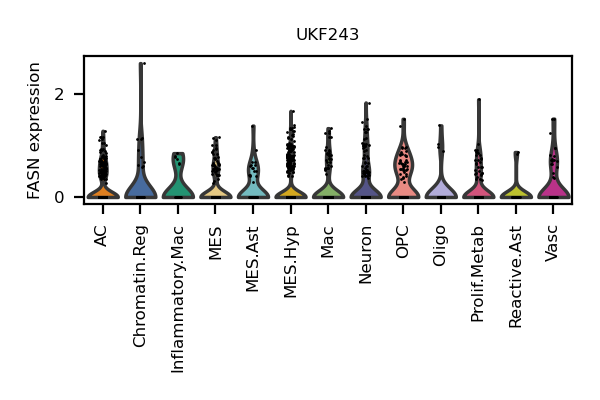 UKF243
FASN expression
2
0
AC
Chromatin.Reg
Inflammatory.Mac
MES
MES.Ast
MES.Hyp
Mac
Neuron
OPC
Oligo
Prolif.Metab
Reactive.Ast
Vasc